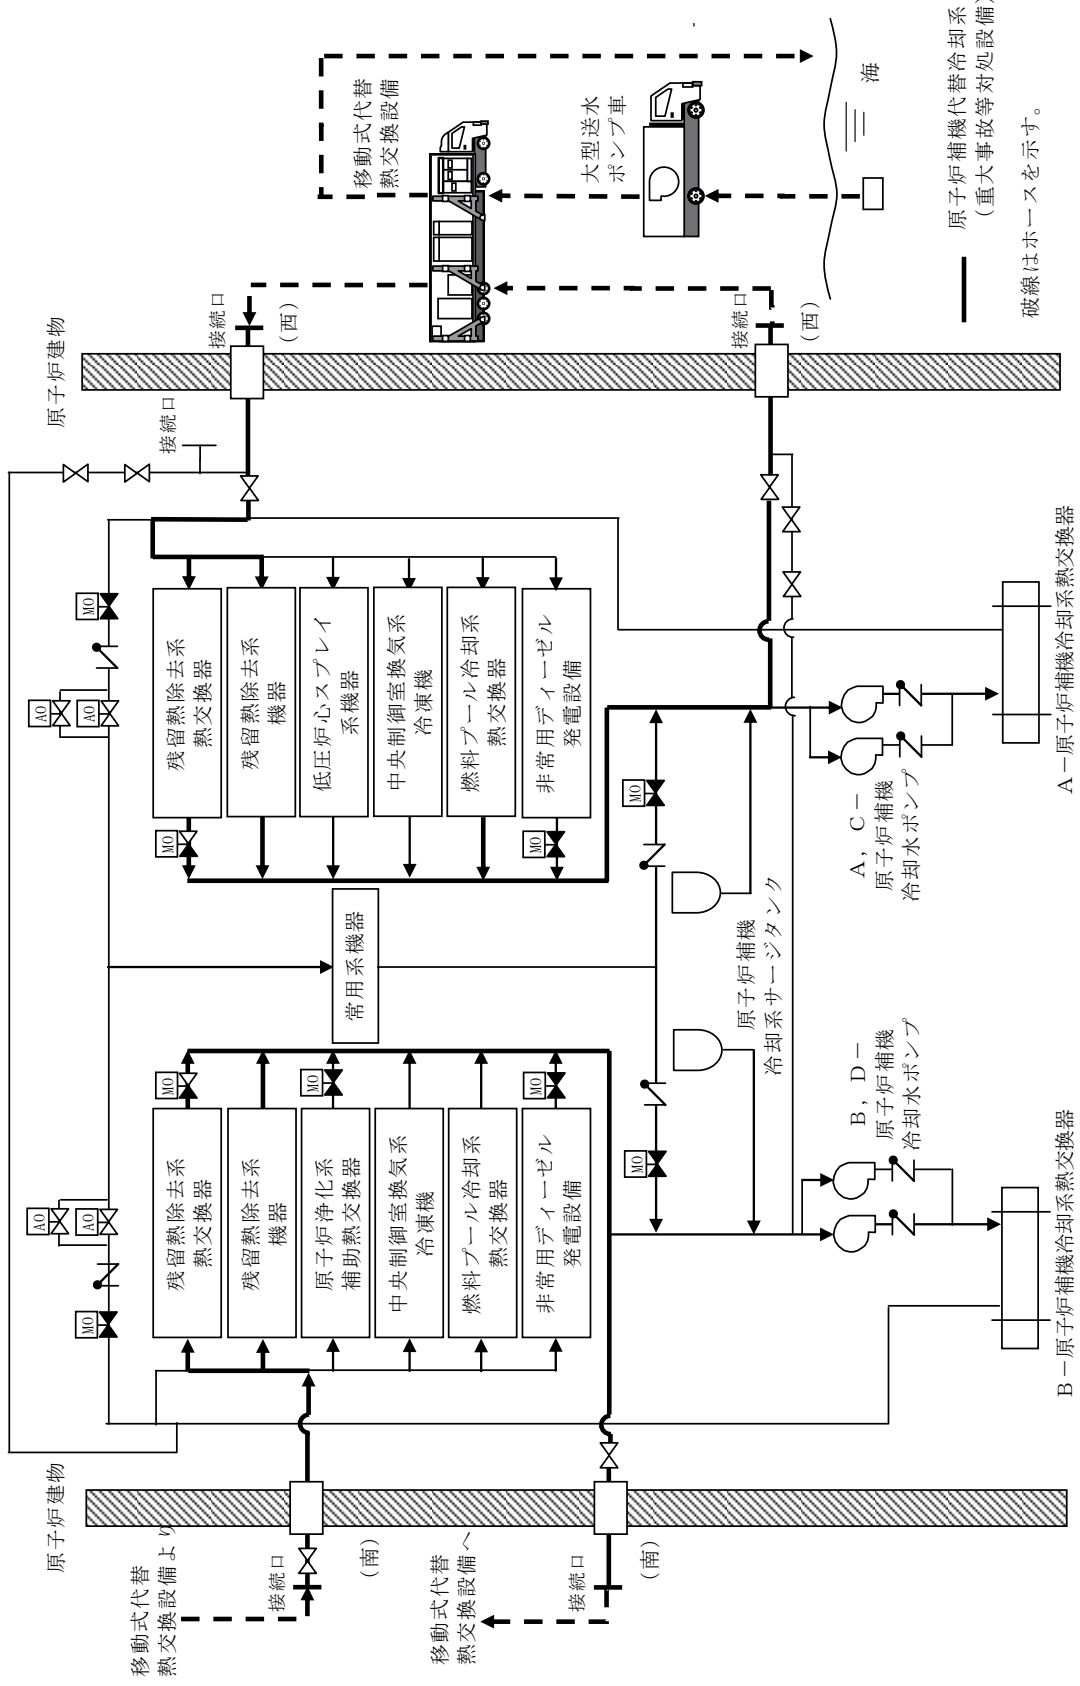 原子炉建物
移動式代替
熱交換設備より
接続口
(南)
移動式代替
熱交換設備へ
接続口
(南)
MO
AO
AO
残留熱除去系
熱交換器
残留熱除去系
機器
原子炉浄化系
補助熱交換器
中央制御室換気系
冷凍機
燃料プール冷却系
熱交換器
非常用ディーゼル
発電設備
MO
MO
MO
MO
B,D－
原子炉補機
冷却水ポンプ
B－原子炉補機冷却系熱交換器
常用系機器
原子炉補機
冷却系サージタンク
AO
AO
MO
MO
残留熱除去系
熱交換器
残留熱除去系
機器
低圧炉心スプレイ
系機器
中央制御室換気系
冷凍機
燃料プール冷却系
熱交換器
非常用ディーゼル
発電設備
MO
MO
A,C－
原子炉補機
冷却水ポンプ
A－原子炉補機冷却系熱交換器
原子炉建物
接続口
接続口
(西)
接続口
(西)
移動式代替
熱交換設備
大型送水
ポンプ車
海
原子炉補機代替冷却系
(重大事故等対処設備)
破線はホースを示す。